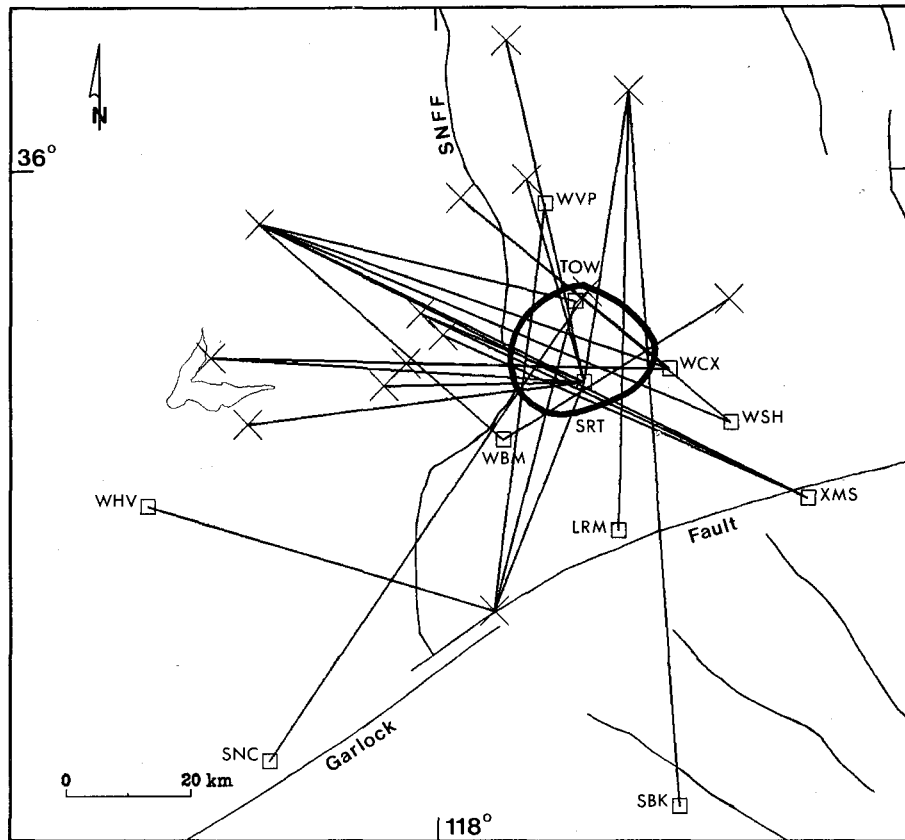 N
SNFF
36°
WVP
TOW
WCX
WSH
SRT
WBM
XMS
WHV
LRM
Fault
Garlock
SNC
0 20 km
SBK
118°